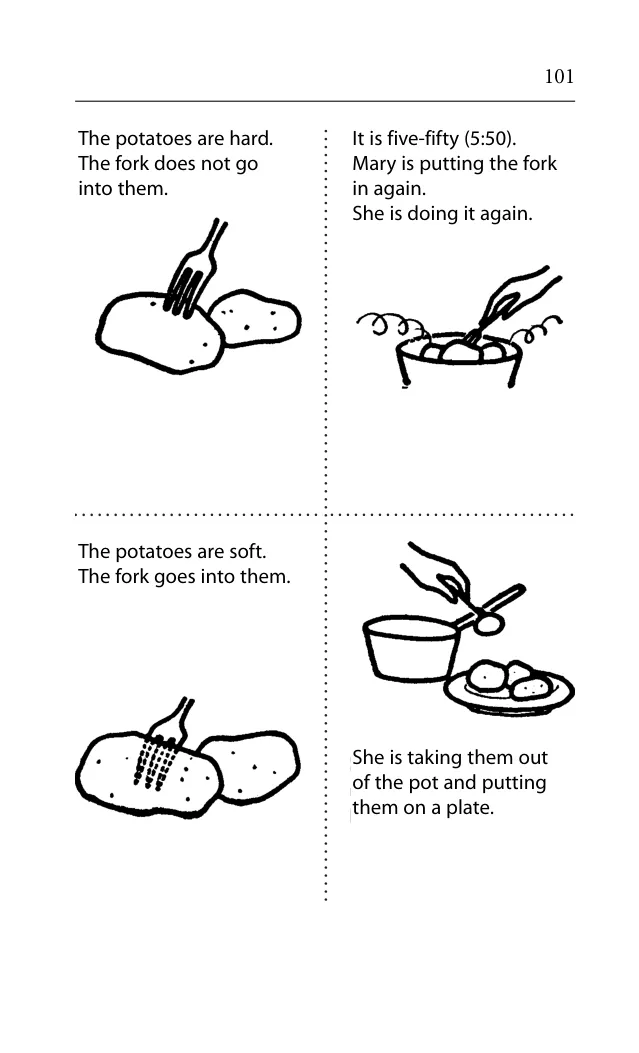 101
The potatoes are hard.
The fork does not go
into them.
It is five-fifty (5:50).
Mary is putting the fork
in again.
She is doing it again.
The potatoes are soft.
The fork goes into them.
She is taking them out
of the pot and putting
them on a plate.